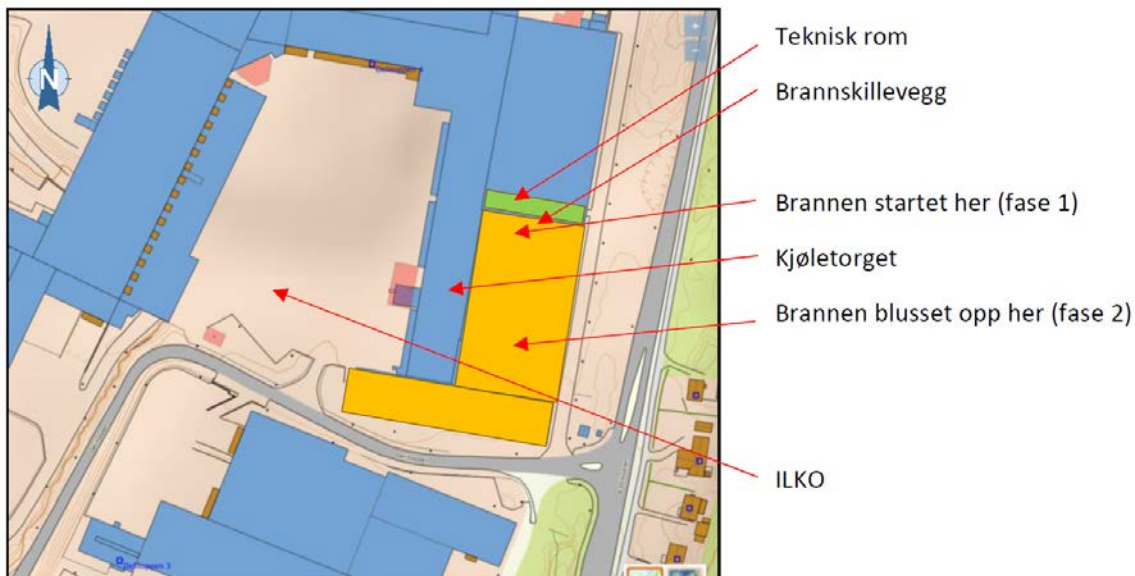 N
Teknisk rom
Brannskillevegg
Brannen startet her (fase 1)
Kjøletorget
Brannen blusset opp her (fase 2)
ILKO